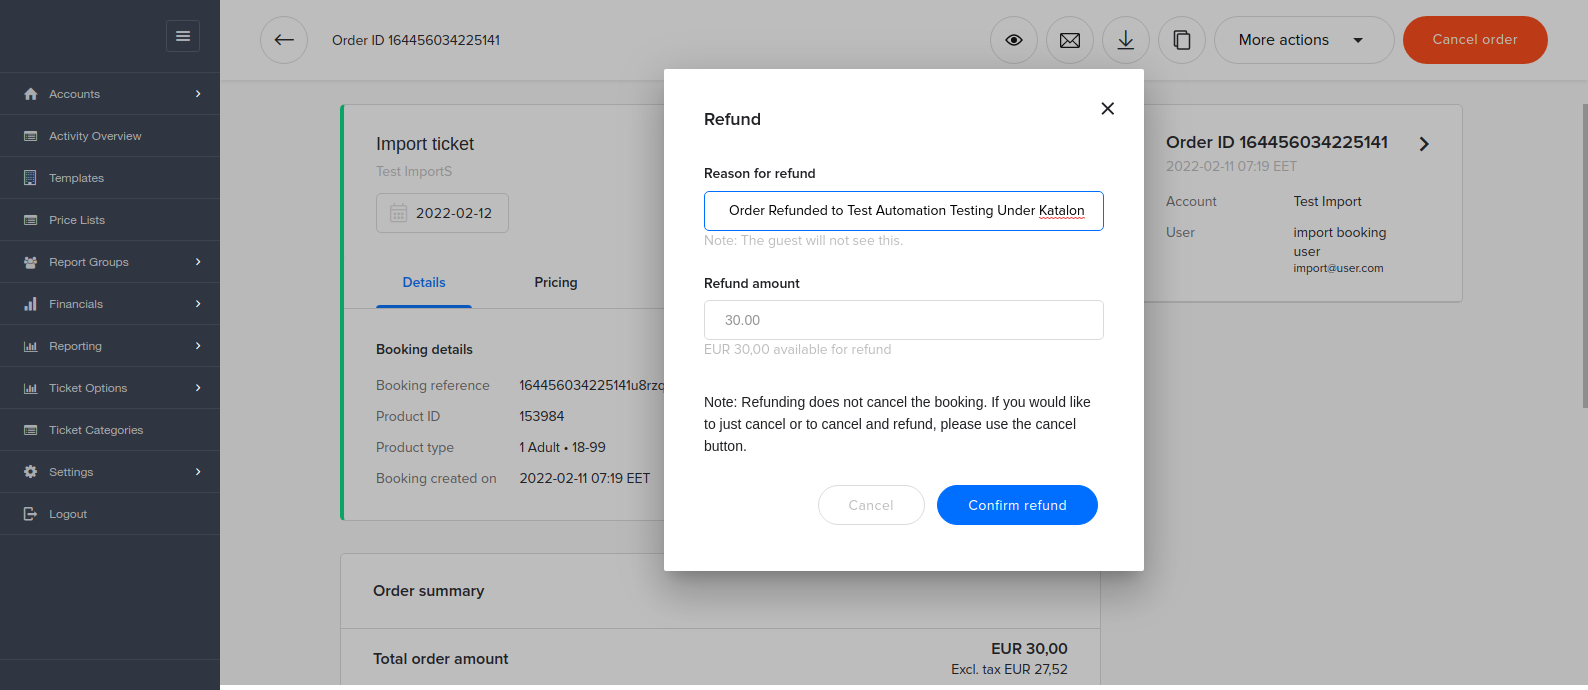 Order ID 164456034225141
More actions
Cancel order
Accounts
Activity Overview
Templates
Price Lists
Report Groups
Financials
Reporting
Ticket Options
Ticket Categories
Settings
Logout
Import ticket
Test ImportS
2022-02-12
Details Pricing
Booking details
Booking reference 164456034225141u8rzq
Product ID 153984
Product type 1 Adult • 18-99
Booking created on 2022-02-11 07:19 EET
Order summary
Total order amount EUR 30,00
Excl. tax EUR 27,52
Refund
Reason for refund
Order Refunded to Test Automation Testing Under Katalon
Note: The guest will not see this.
Refund amount
30.00
EUR 30,00 available for refund
Note: Refunding does not cancel the booking. If you would like
to just cancel or to cancel and refund, please use the cancel
button.
Cancel Confirm refund
Order ID 164456034225141
2022-02-11 07:19 EET
Account Test Import
User import booking
user
import@user.com